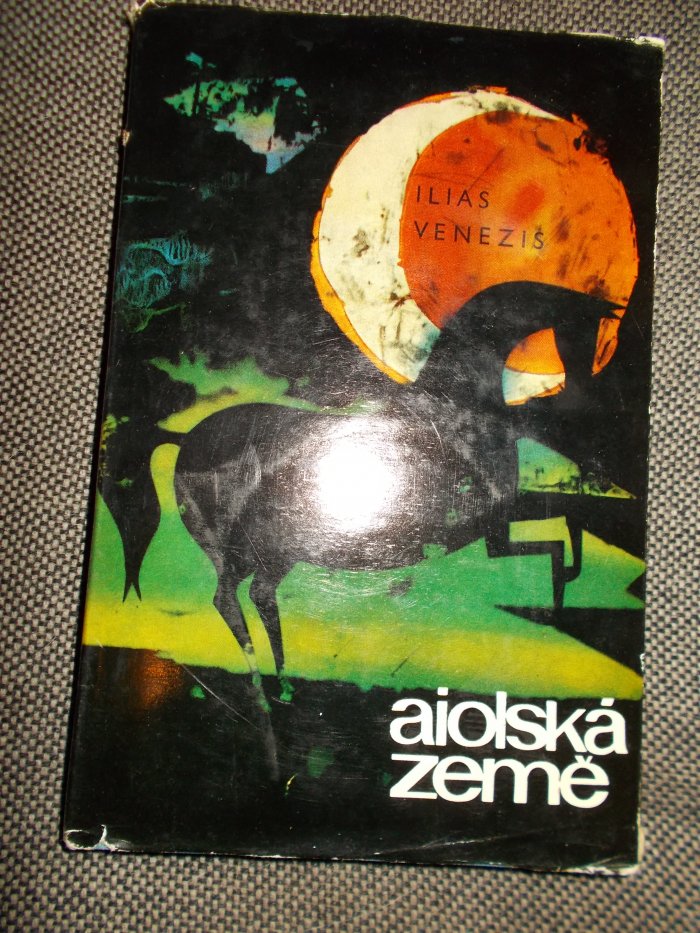 ILIAS
VENEZIS
aiolská
země